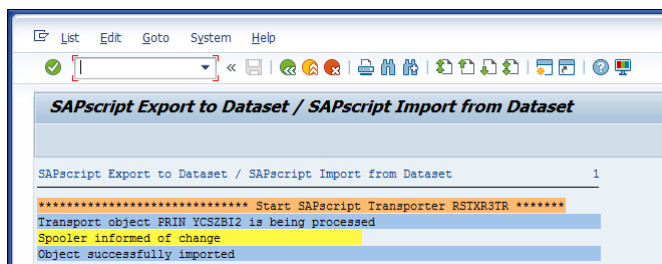 List Edit Goto System Help
SAPscript Export to Dataset / SAPscript Import from Dataset
SAPscript Export to Dataset / SAPscript Import from Dataset 1
****************************** Start SAPscript Transporter RSTXR3TR *******
Transport object PRIN YCSZBI2 is being processed
Spooler informed of change
Object successfully imported